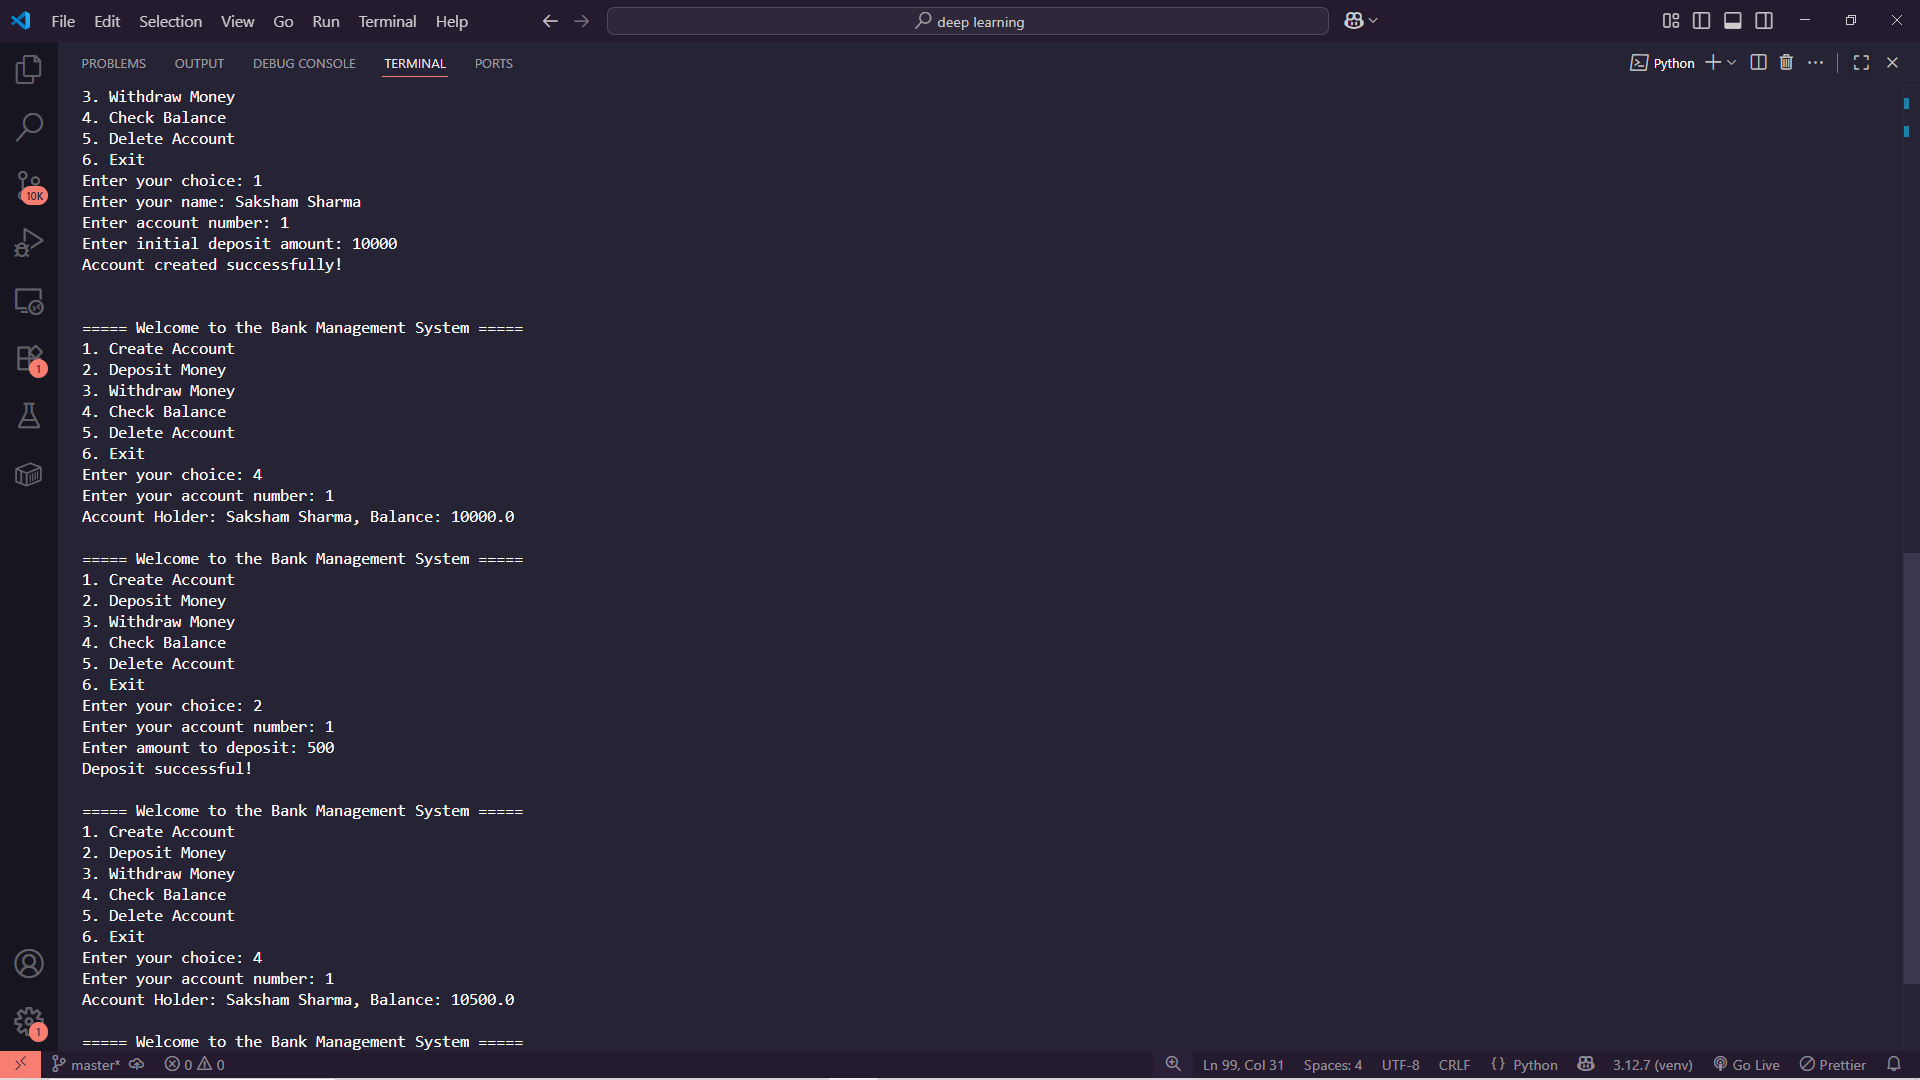 File Edit Selection View Go Run Terminal Help
deep learning
PROBLEMS OUTPUT DEBUG CONSOLE TERMINAL PORTS
Python
3. Withdraw Money
4. Check Balance
5. Delete Account
6. Exit
Enter your choice: 1
Enter your name: Saksham Sharma
Enter account number: 1
Enter initial deposit amount: 10000
Account created successfully!
===== Welcome to the Bank Management System =====
1. Create Account
2. Deposit Money
3. Withdraw Money
4. Check Balance
5. Delete Account
6. Exit
Enter your choice: 4
Enter your account number: 1
Account Holder: Saksham Sharma, Balance: 10000.0
===== Welcome to the Bank Management System =====
1. Create Account
2. Deposit Money
3. Withdraw Money
4. Check Balance
5. Delete Account
6. Exit
Enter your choice: 2
Enter your account number: 1
Enter amount to deposit: 500
Deposit successful!
===== Welcome to the Bank Management System =====
1. Create Account
2. Deposit Money
3. Withdraw Money
4. Check Balance
5. Delete Account
6. Exit
Enter your choice: 4
Enter your account number: 1
Account Holder: Saksham Sharma, Balance: 10500.0
===== Welcome to the Bank Management System =====
10K
1
1
master* 0 0 Ln 99, Col 31 Spaces: 4 UTF-8 CRLF {} Python 3.12.7 (venv) Go Live Prettier